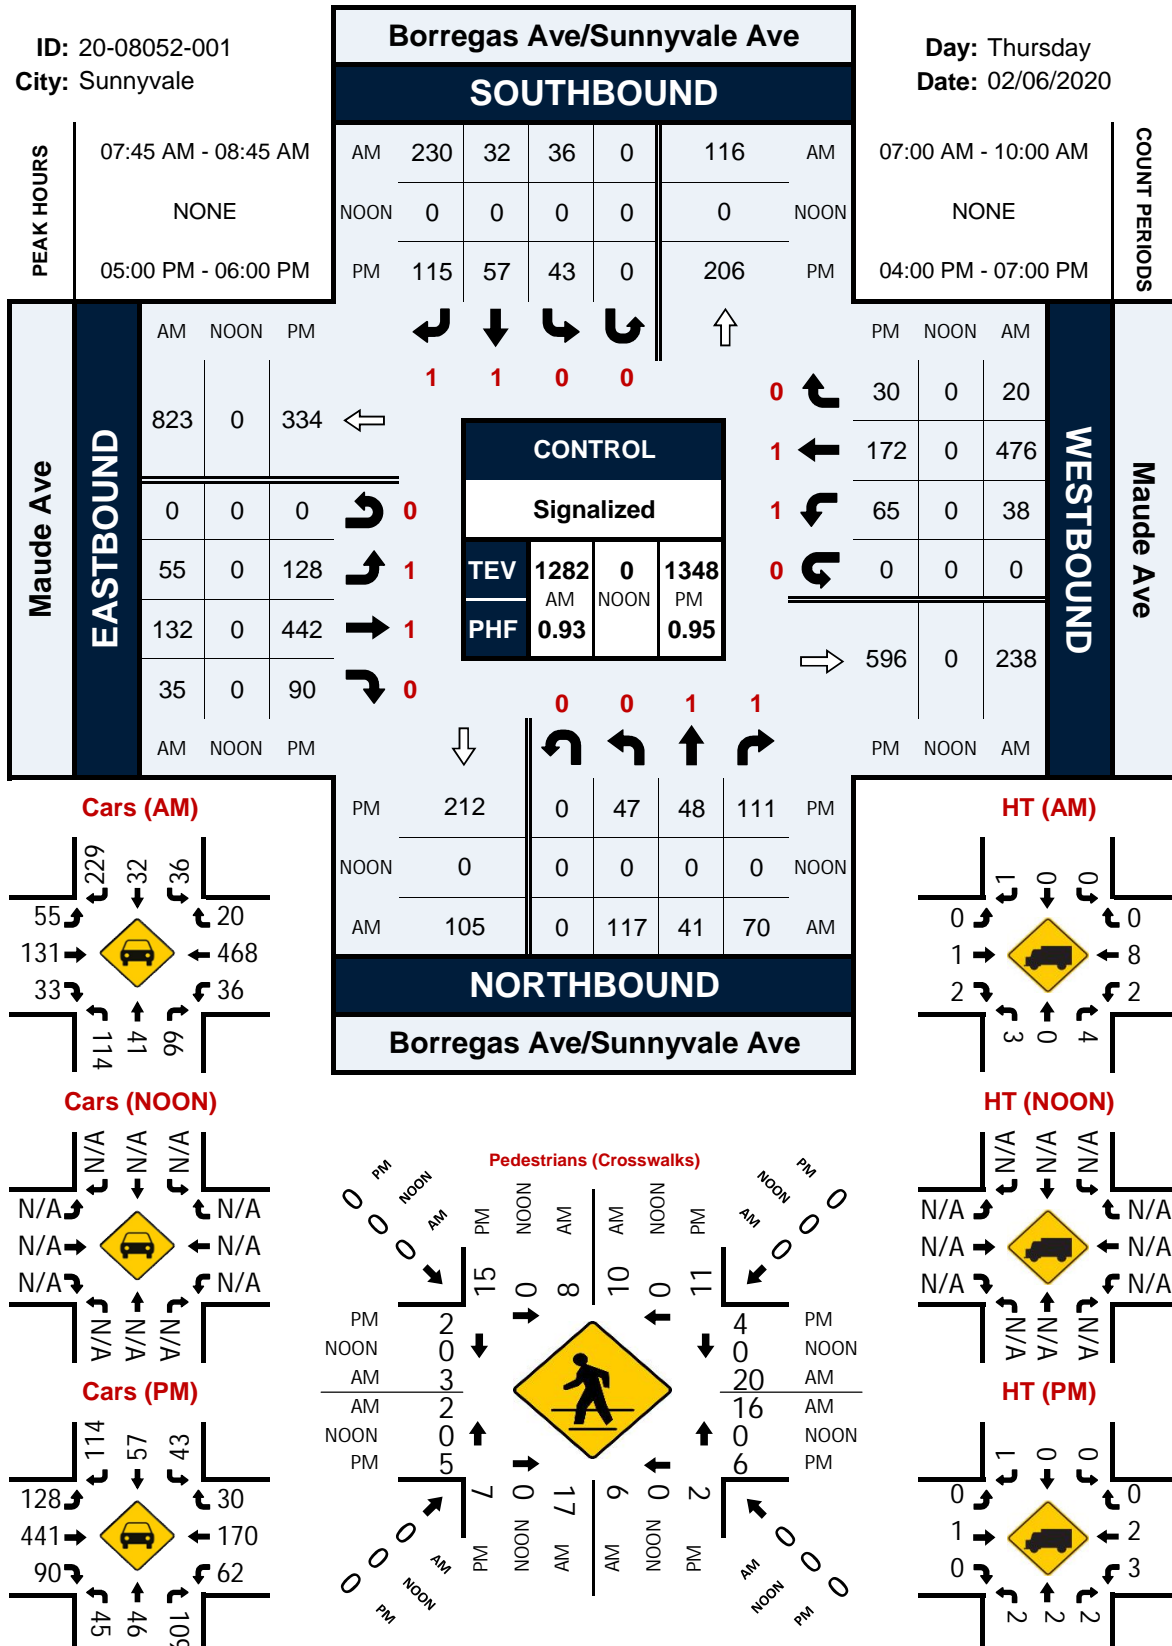 ID: 20-08052-001
City: Sunnyvale
Borregas Ave/Sunnyvale Ave
SOUTHBOUND
Day: Thursday
Date: 02/06/2020
PEAK HOURS
07:45 AM - 08:45 AM
NONE
05:00 PM - 06:00 PM
AM 230 32 36 0 116 AM
NOON 0 0 0 0 0 NOON
PM 115 57 43 0 206 PM
07:00 AM - 10:00 AM
NONE
04:00 PM - 07:00 PM
COUNT PERIODS
1 1 0 0
Maude Ave
EASTBOUND
AM NOON PM
823 0 334
0 0 0 0
55 0 128 1
132 0 442 1
35 0 90 0
AM NOON PM
CONTROL
Signalized
TEV 1282 0 1348
AM NOON PM
PHF 0.93 0.95
PM NOON AM
0 30 0 20
1 172 0 476
1 65 0 38
0 0 0 0
596 0 238
PM NOON AM
WESTBOUND
Maude Ave
0 0 1 1
PM 212 0 47 48 111 PM
NOON 0 0 0 0 0 NOON
AM 105 0 117 41 70 AM
NORTHBOUND
Borregas Ave/Sunnyvale Ave
Cars (AM)
229 32 36
55 20
131 468
33 36
114 41 66
HT (AM)
1 0 0
0 0
1 8
2 2
3 0 4
Cars (NOON)
N/A N/A N/A
N/A N/A
N/A N/A
N/A N/A
N/A N/A N/A
HT (NOON)
N/A N/A N/A
N/A N/A
N/A N/A
N/A N/A
N/A N/A N/A
Pedestrians (Crosswalks)
0 PM
0 NOON
0 AM
PM NOON AM AM NOON PM
15 0 8 10 0 11
PM 0
NOON 0
AM 0
PM 2 4 PM
NOON 0 0 NOON
AM 3 20 AM
AM 2 16 AM
NOON 0 0 NOON
PM 5 6 PM
7 0 17 6 0 2
PM NOON AM AM NOON PM
0 AM
0 NOON
0 PM
AM 0
NOON 0
PM 0
Cars (PM)
114 57 43
128 30
441 170
90 62
45 46 109
HT (PM)
1 0 0
0 0
1 2
0 3
2 2 2